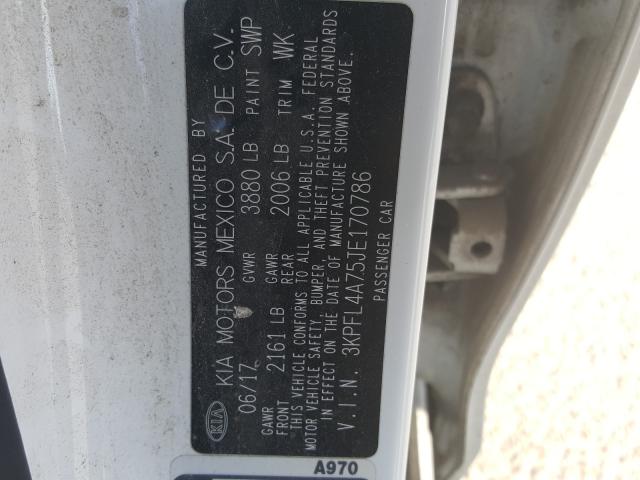 MANUFACTURED BY
KIA KIA MOTORS MEXICO S.A. DE C.V.
06/17 GVWR 3880 LB PAINT SWP
GAWR FRONT 2161 LB GAWR REAR 2006 LB TRIM WK
THIS VEHICLE CONFORMS TO ALL APPLICABLE U.S.A. FEDERAL
MOTOR VEHICLE SAFETY, BUMPER, AND THEFT PREVENTION STANDARDS
IN EFFECT ON THE DATE OF MANUFACTURE SHOWN ABOVE.
V.I.N. 3KPFL4A75JE170786
PASSENGER CAR
A970